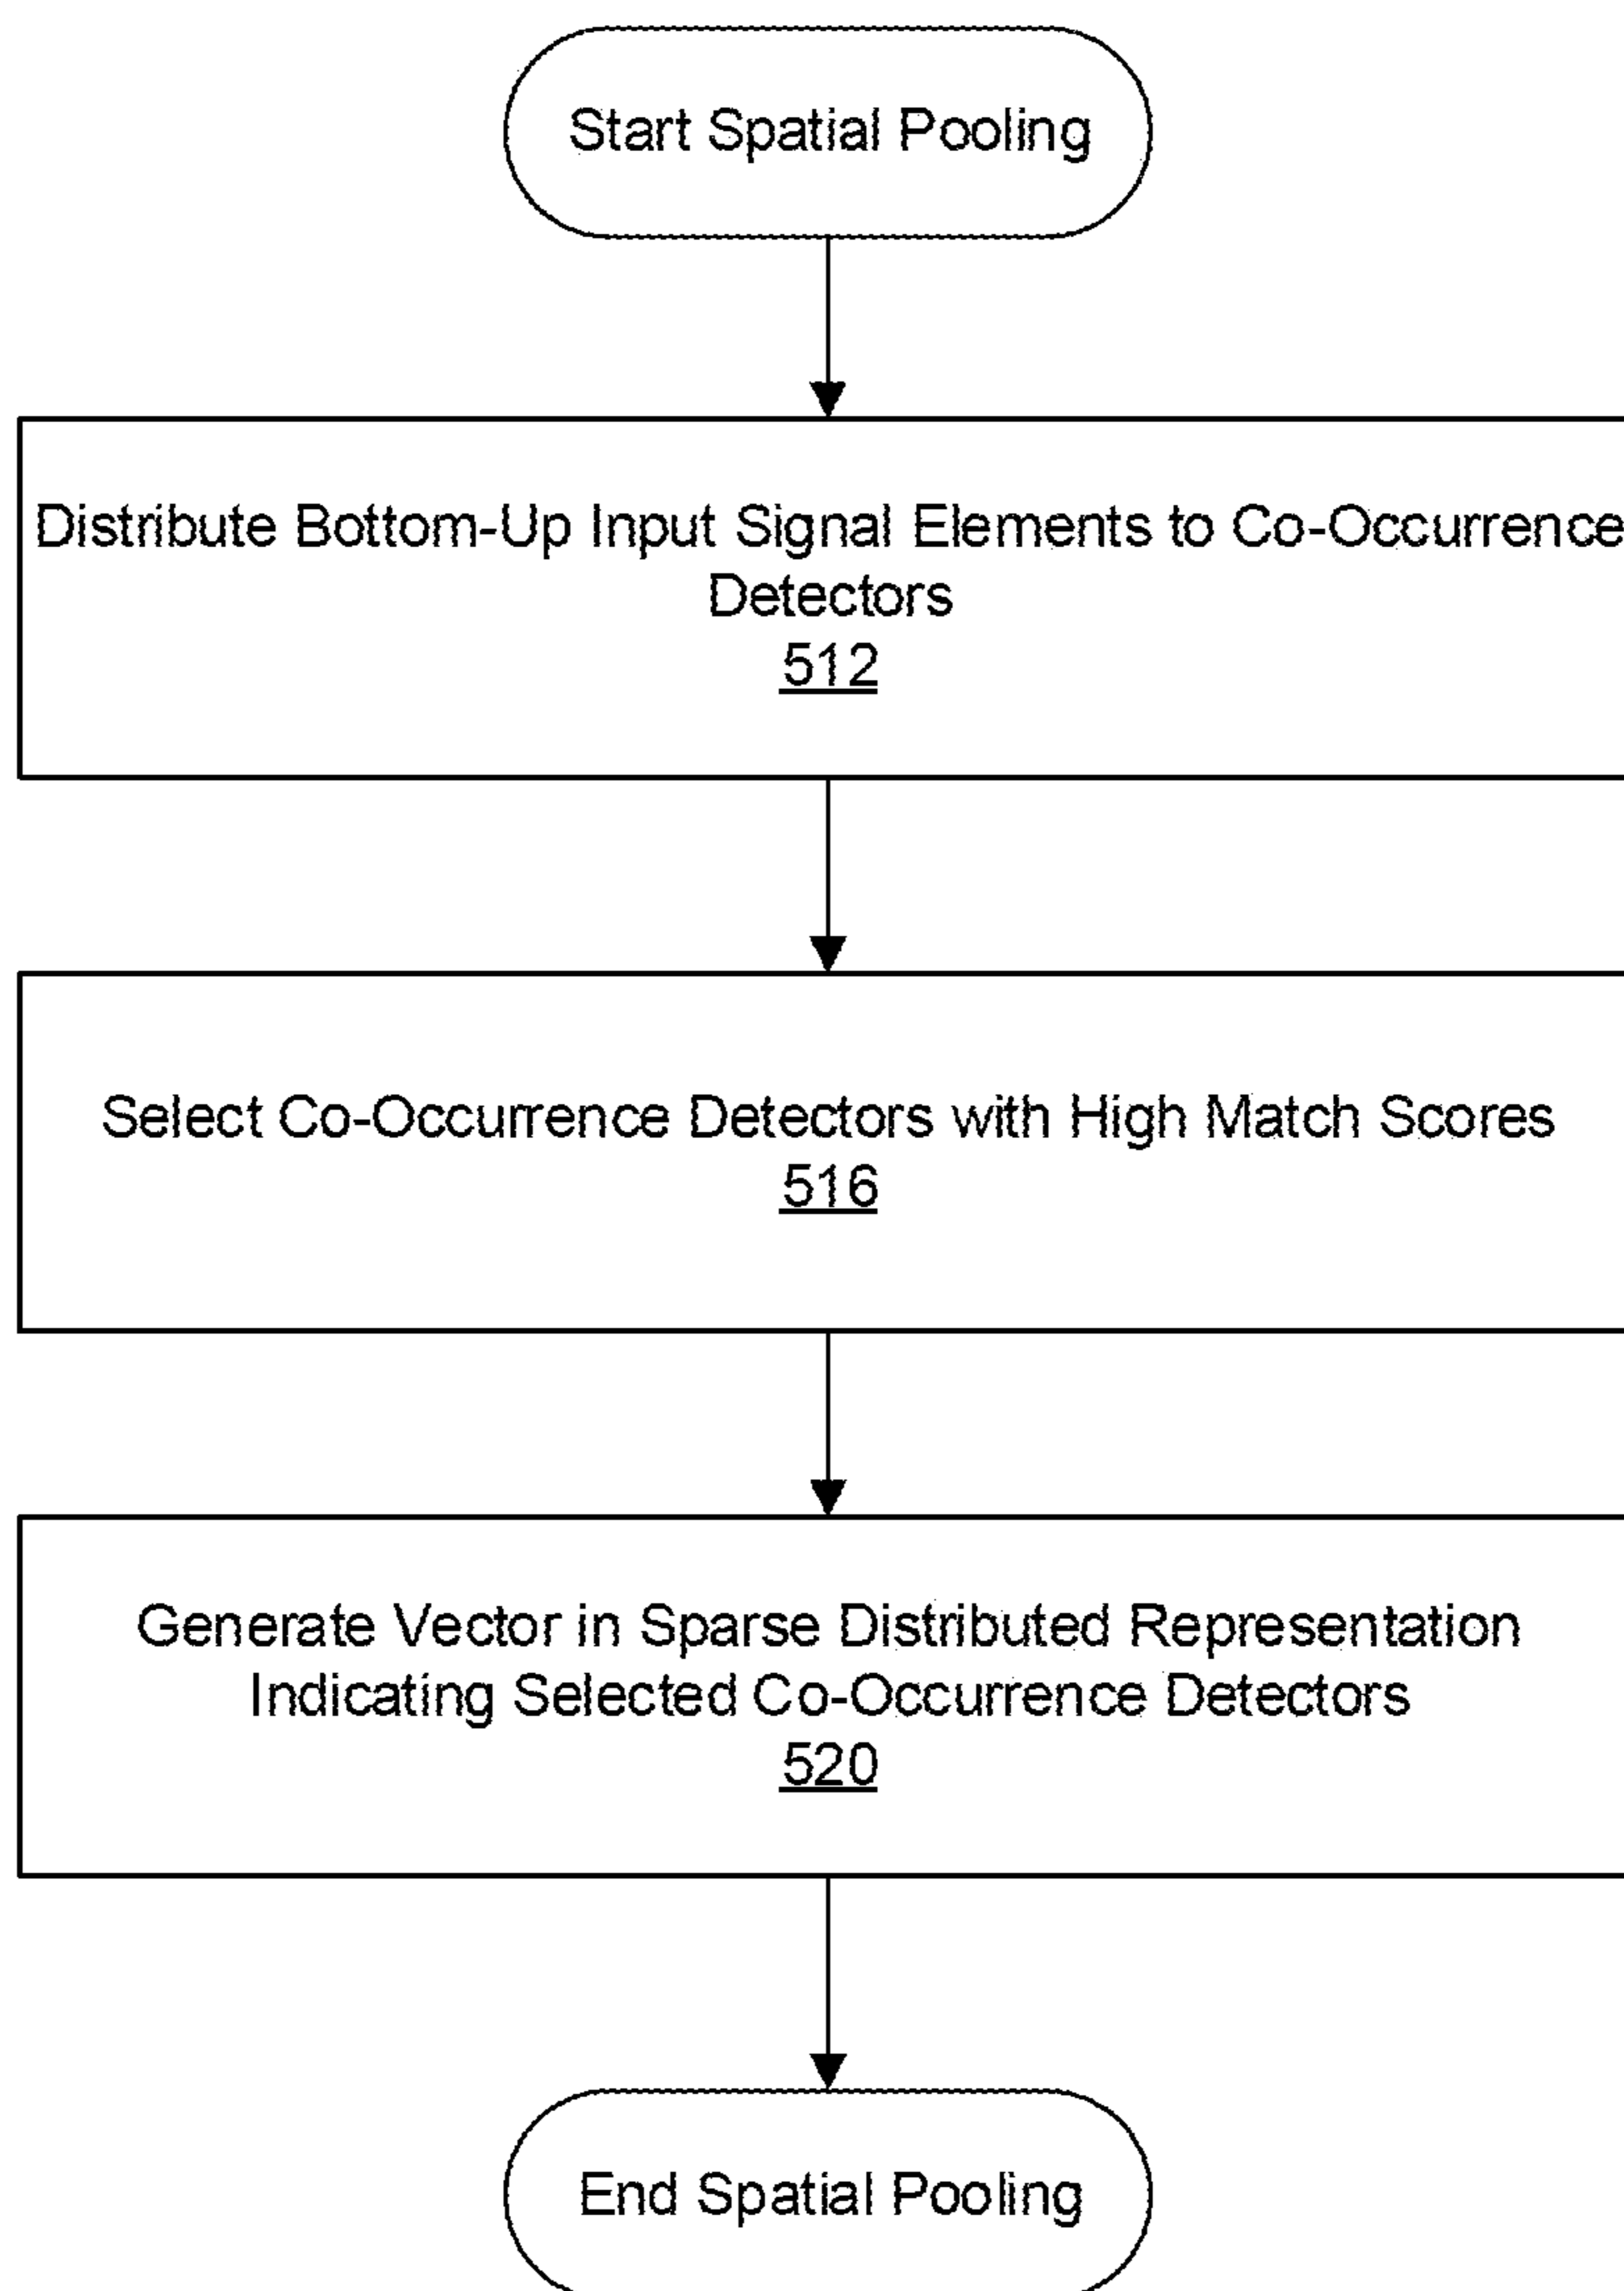 Start Spatial Pooling
Distribute Bottom-Up Input Signal Elements to Co-Occurrence
Detectors
512
Select Co-Occurrence Detectors with High Match Scores
516
Generate Vector in Sparse Distributed Representation
Indicating Selected Co-Occurrence Detectors
520
End Spatial Pooling